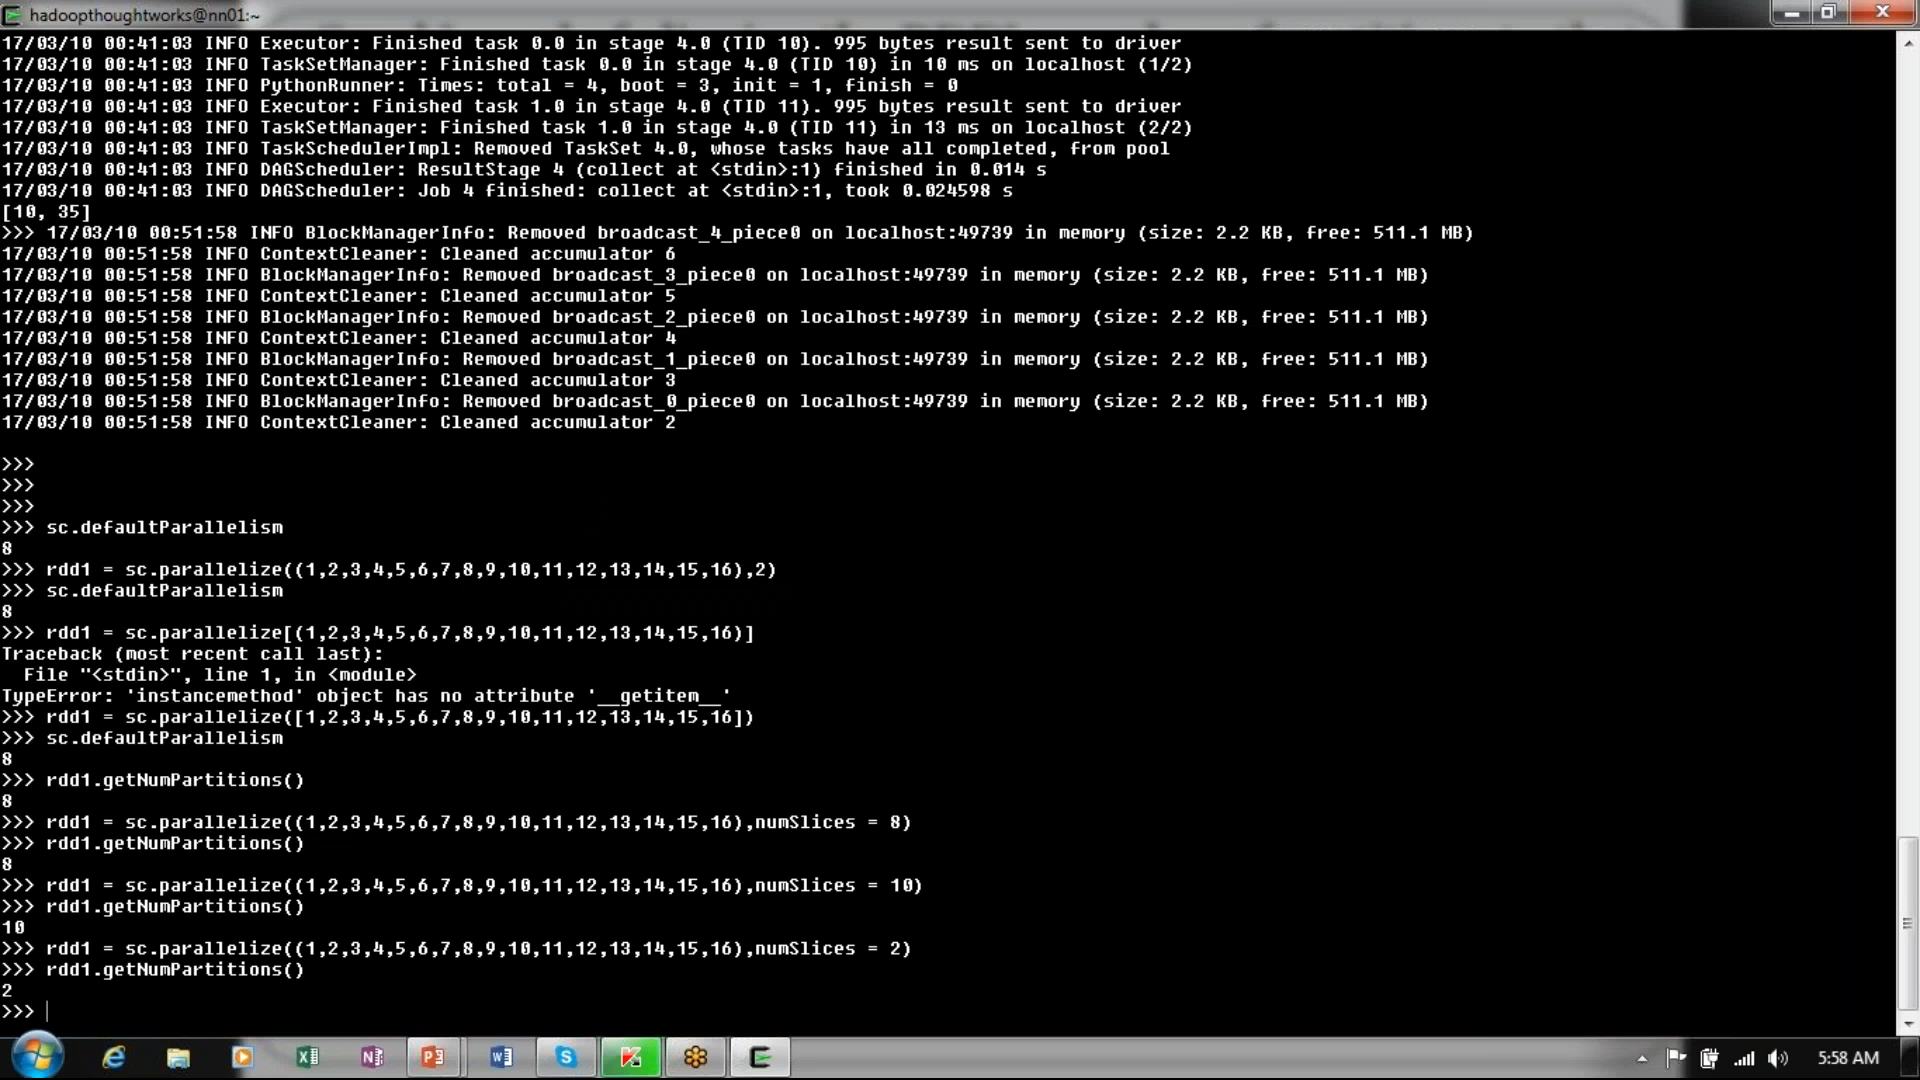 hadoopthoughtworks@nn01:~
17/03/10 00:41:03 INFO Executor: Finished task 0.0 in stage 4.0 (TID 10). 995 bytes result sent to driver
17/03/10 00:41:03 INFO TaskSetManager: Finished task 0.0 in stage 4.0 (TID 10) in 10 ms on localhost (1/2)
17/03/10 00:41:03 INFO PythonRunner: Times: total = 4, boot = 3, init = 1, finish = 0
17/03/10 00:41:03 INFO Executor: Finished task 1.0 in stage 4.0 (TID 11). 995 bytes result sent to driver
17/03/10 00:41:03 INFO TaskSetManager: Finished task 1.0 in stage 4.0 (TID 11) in 13 ms on localhost (2/2)
17/03/10 00:41:03 INFO TaskSchedulerImpl: Removed TaskSet 4.0, whose tasks have all completed, from pool
17/03/10 00:41:03 INFO DAGScheduler: ResultStage 4 (collect at <stdin>:1) finished in 0.014 s
17/03/10 00:41:03 INFO DAGScheduler: Job 4 finished: collect at <stdin>:1, took 0.024598 s
[10, 35]
>>> 17/03/10 00:51:58 INFO BlockManagerInfo: Removed broadcast_4_piece0 on localhost:49739 in memory (size: 2.2 KB, free: 511.1 MB)
17/03/10 00:51:58 INFO ContextCleaner: Cleaned accumulator 6
17/03/10 00:51:58 INFO BlockManagerInfo: Removed broadcast_3_piece0 on localhost:49739 in memory (size: 2.2 KB, free: 511.1 MB)
17/03/10 00:51:58 INFO ContextCleaner: Cleaned accumulator 5
17/03/10 00:51:58 INFO BlockManagerInfo: Removed broadcast_2_piece0 on localhost:49739 in memory (size: 2.2 KB, free: 511.1 MB)
17/03/10 00:51:58 INFO ContextCleaner: Cleaned accumulator 4
17/03/10 00:51:58 INFO BlockManagerInfo: Removed broadcast_1_piece0 on localhost:49739 in memory (size: 2.2 KB, free: 511.1 MB)
17/03/10 00:51:58 INFO ContextCleaner: Cleaned accumulator 3
17/03/10 00:51:58 INFO BlockManagerInfo: Removed broadcast_0_piece0 on localhost:49739 in memory (size: 2.2 KB, free: 511.1 MB)
17/03/10 00:51:58 INFO ContextCleaner: Cleaned accumulator 2
>>>
>>>
>>>
>>> sc.defaultParallelism
8
>>> rdd1 = sc.parallelize((1,2,3,4,5,6,7,8,9,10,11,12,13,14,15,16),2)
>>> sc.defaultParallelism
8
>>> rdd1 = sc.parallelize[(1,2,3,4,5,6,7,8,9,10,11,12,13,14,15,16)]
Traceback (most recent call last):
  File "<stdin>", line 1, in <module>
TypeError: 'instancemethod' object has no attribute '__getitem__'
>>> rdd1 = sc.parallelize([1,2,3,4,5,6,7,8,9,10,11,12,13,14,15,16])
>>> sc.defaultParallelism
8
>>> rdd1.getNumPartitions()
8
>>> rdd1 = sc.parallelize((1,2,3,4,5,6,7,8,9,10,11,12,13,14,15,16),numSlices = 8)
>>> rdd1.getNumPartitions()
8
>>> rdd1 = sc.parallelize((1,2,3,4,5,6,7,8,9,10,11,12,13,14,15,16),numSlices = 10)
>>> rdd1.getNumPartitions()
10
>>> rdd1 = sc.parallelize((1,2,3,4,5,6,7,8,9,10,11,12,13,14,15,16),numSlices = 2)
>>> rdd1.getNumPartitions()
2
>>>
5:58 AM